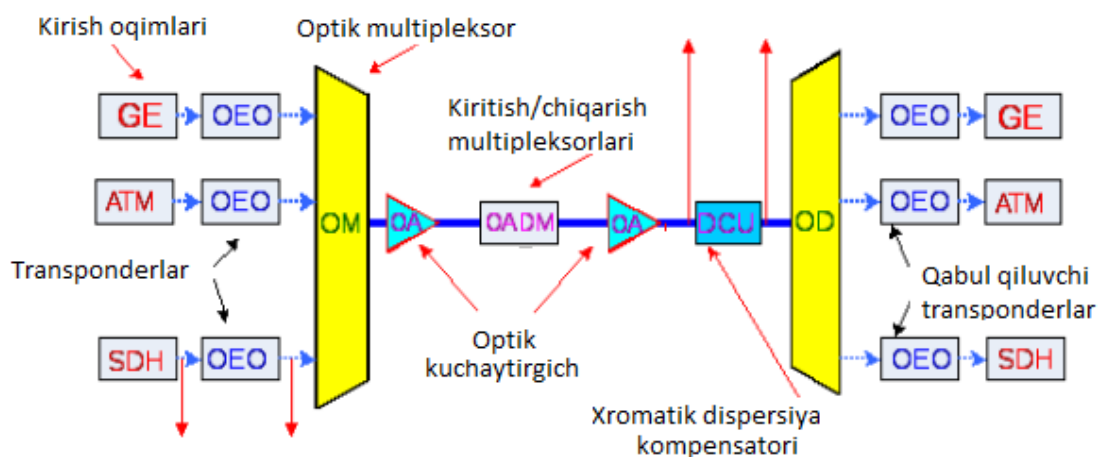 Kirish oqimlari
Optik multipleksor
Kiritish/chiqarish
multipleksorlari
GE
OEO
OEO
GE
ATM
OEO
OEO
ATM
OM
OA
OADM
OA
DCU
OD
Transponderlar
Qabul qiluvchi
transponderlar
Optik
kuchaytirgich
SDH
OEO
OEO
SDH
Xromatik dispersiya
kompensatori